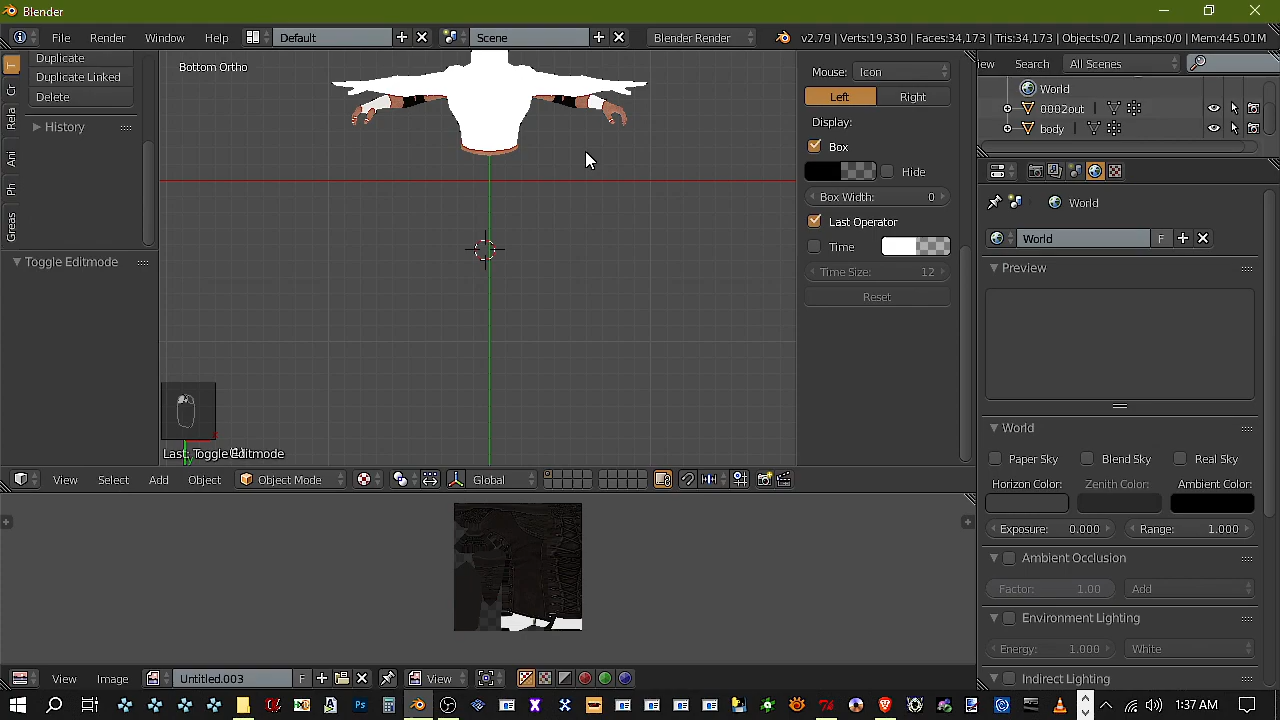 Blender
File Render Window Help Default Scene Blender Render v2.79 | Verts:19,330 | Faces:34,173 | Tris:34,173 | Objects:0/2 | Lamps:0/0 | Mem:445.01M
Duplicate
Duplicate Linked
Delete
History
Toggle Editmode
T
Cr
Rela
Ani
Ph
Greas
Bottom Ortho
Last: Toggle Editmode
View Select Add Object Object Mode Global
Mouse: Icon
Left Right
Display:
Box
Hide
Box Width: 0
Last Operator
Time
Time Size: 12
Reset
iew Search All Scenes
World
0002out
body
World
World F
Preview
World
Paper Sky Blend Sky Real Sky
Horizon Color: Zenith Color: Ambient Color:
Exposure: 0.000 Range: 1.000
Ambient Occlusion
Factor: 1.00 Add
Environment Lighting
Energy: 1.000 White
Indirect Lighting
View Image Untitled.003 F View
1:37 AM